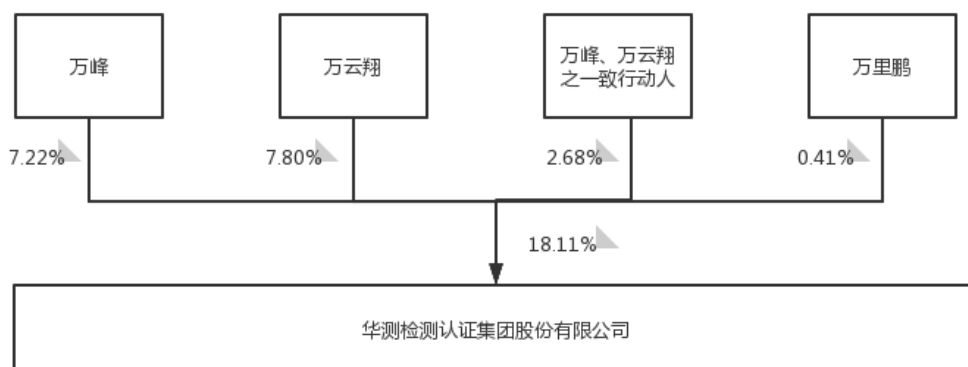 万峰
万云翔
万峰、万云翔
之一致行动人
万里鹏
7.22%
7.80%
2.68%
0.41%
18.11%
华测检测认证集团股份有限公司